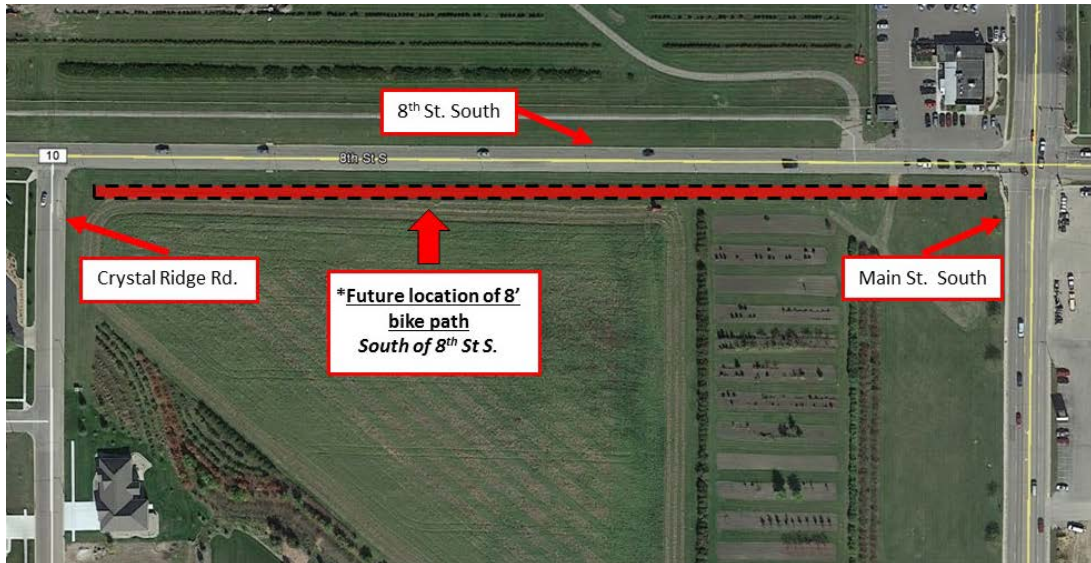 8th St. South
10
8th St S
Crystal Ridge Rd.
Main St. South
*Future location of 8'
bike path
South of 8th St S.